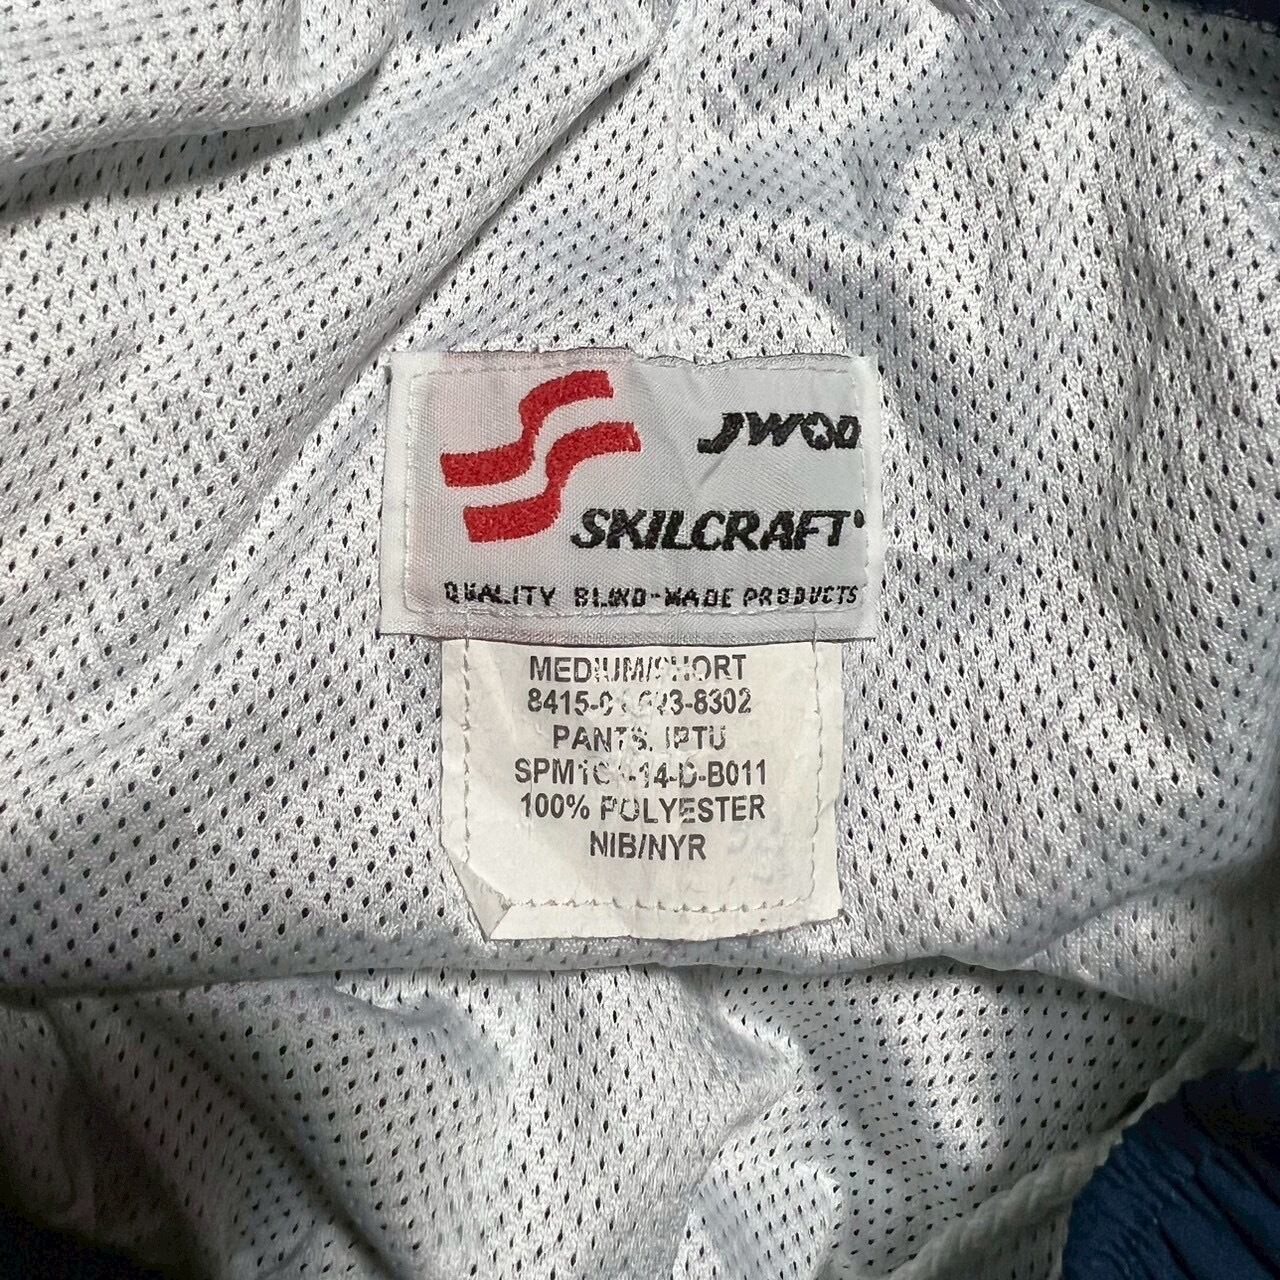 JWOD
SKILCRAFT®
QUALITY BLIND-MADE PRODUCTS
MEDIUM/SHORT
PANTS, IPTU
100% POLYESTER
NIB/NYR